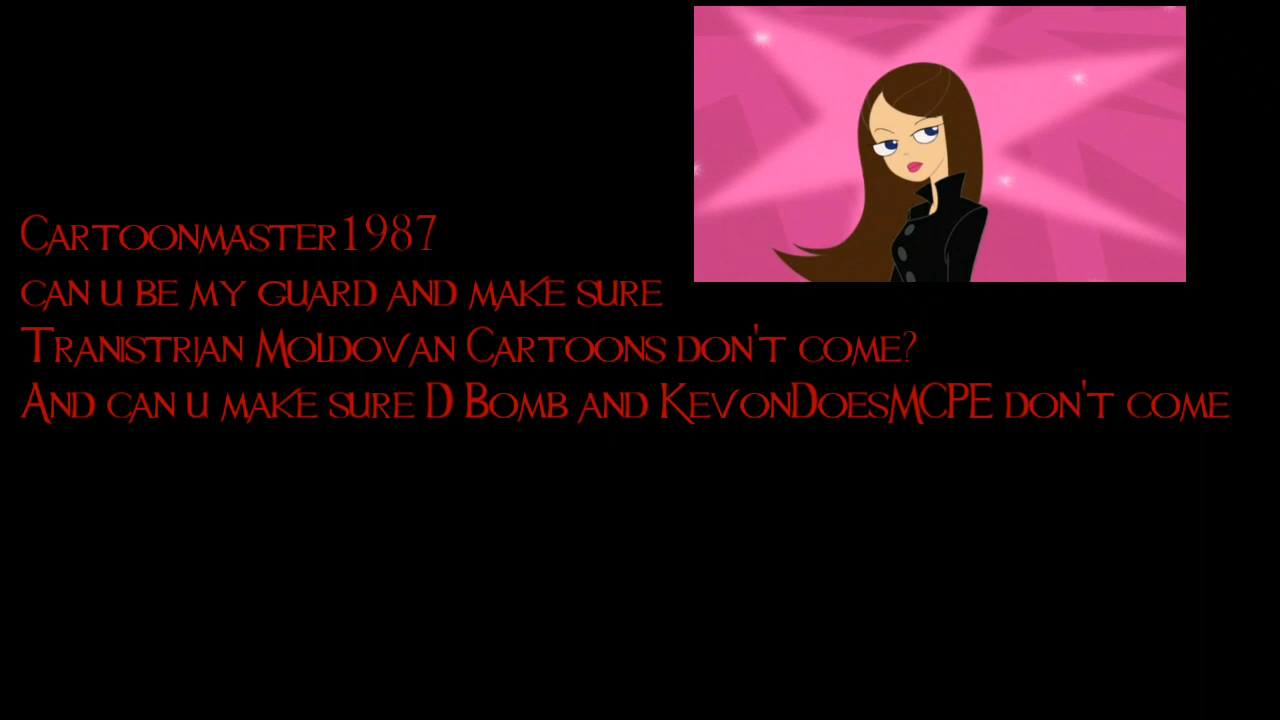 Cartoonmaster1987
can u be my guard and make sure
Tranistrian Moldovan Cartoons don't come?
And can u make sure D Bomb and KevonDoesMCPE don't come